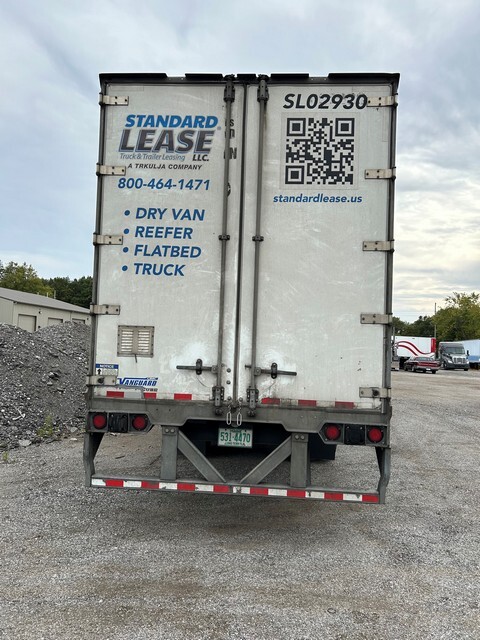 STANDARD
LEASE
Truck & Trailer Leasing LLC.
A TRKULJA COMPANY
800-464-1471
• DRY VAN
• REEFER
• FLATBED
• TRUCK
VANGUARD
SL02930
standardlease.us
531 4470